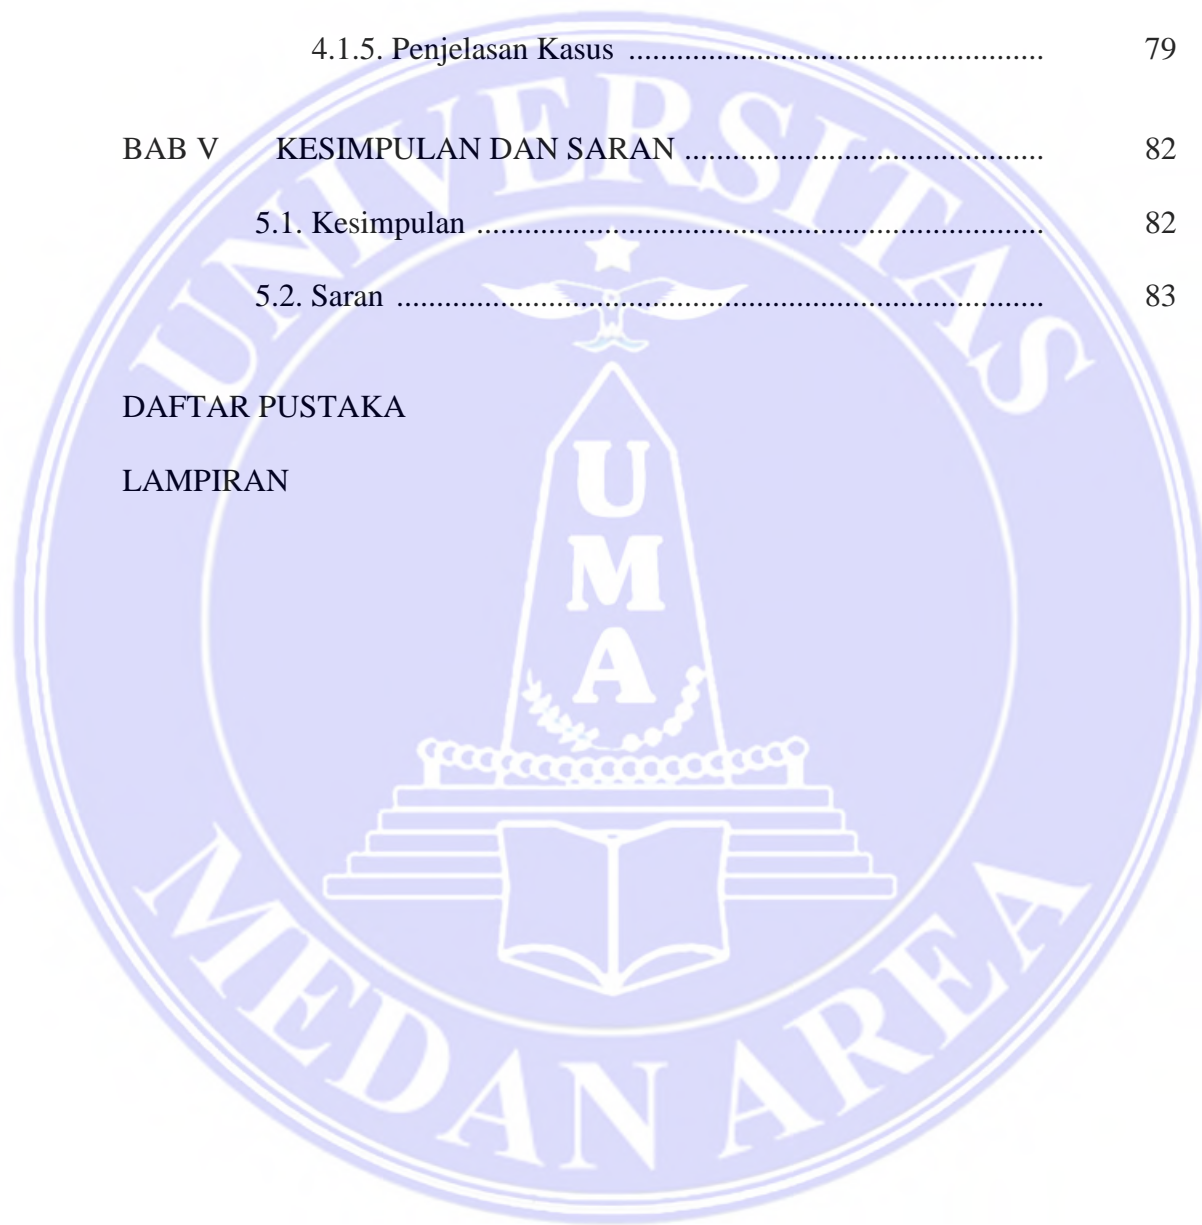 4.1.5. Penjelasan Kasus .................................................... 79
BAB V KESIMPULAN DAN SARAN ............................................. 82
5.1. Kesimpulan ....................................................................... 82
5.2. Saran ................................................................................. 83
DAFTAR PUSTAKA
LAMPIRAN
UNIVERSITAS
UMA
MEDAN AREA